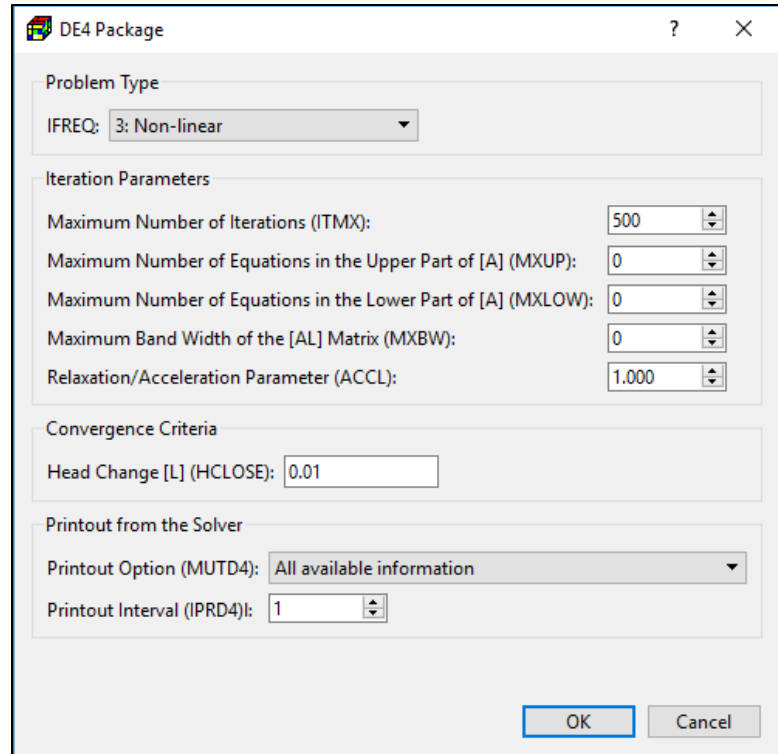 DE4 Package ?
Problem Type
IFREQ: 3: Non-linear
Iteration Parameters
Maximum Number of Iterations (ITMX): 500
Maximum Number of Equations in the Upper Part of [A] (MXUP): 0
Maximum Number of Equations in the Lower Part of [A] (MXLOW): 0
Maximum Band Width of the [AL] Matrix (MXBW): 0
Relaxation/Acceleration Parameter (ACCL): 1.000
Convergence Criteria
Head Change [L] (HCLOSE): 0.01
Printout from the Solver
Printout Option (MUTD4): All available information
Printout Interval (IPRD4)I: 1
OK Cancel